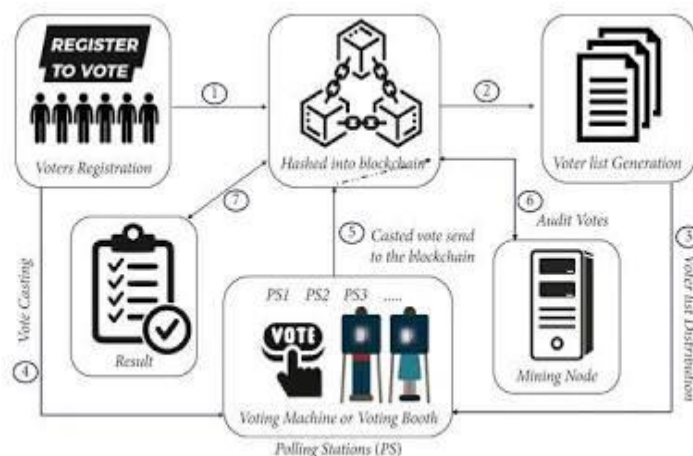 REGISTER
TO VOTE
Voters Registration
1
Hashed into blockchain
2
Voter list Generation
7
5
Casted vote send
to the blockchain
6
Audit Votes
3
Voter list Distribution
Vote Casting
4
Result
PS1 PS2 PS3 .....
VOTE
Voting Machine or Voting Booth
Mining Node
Polling Stations (PS)